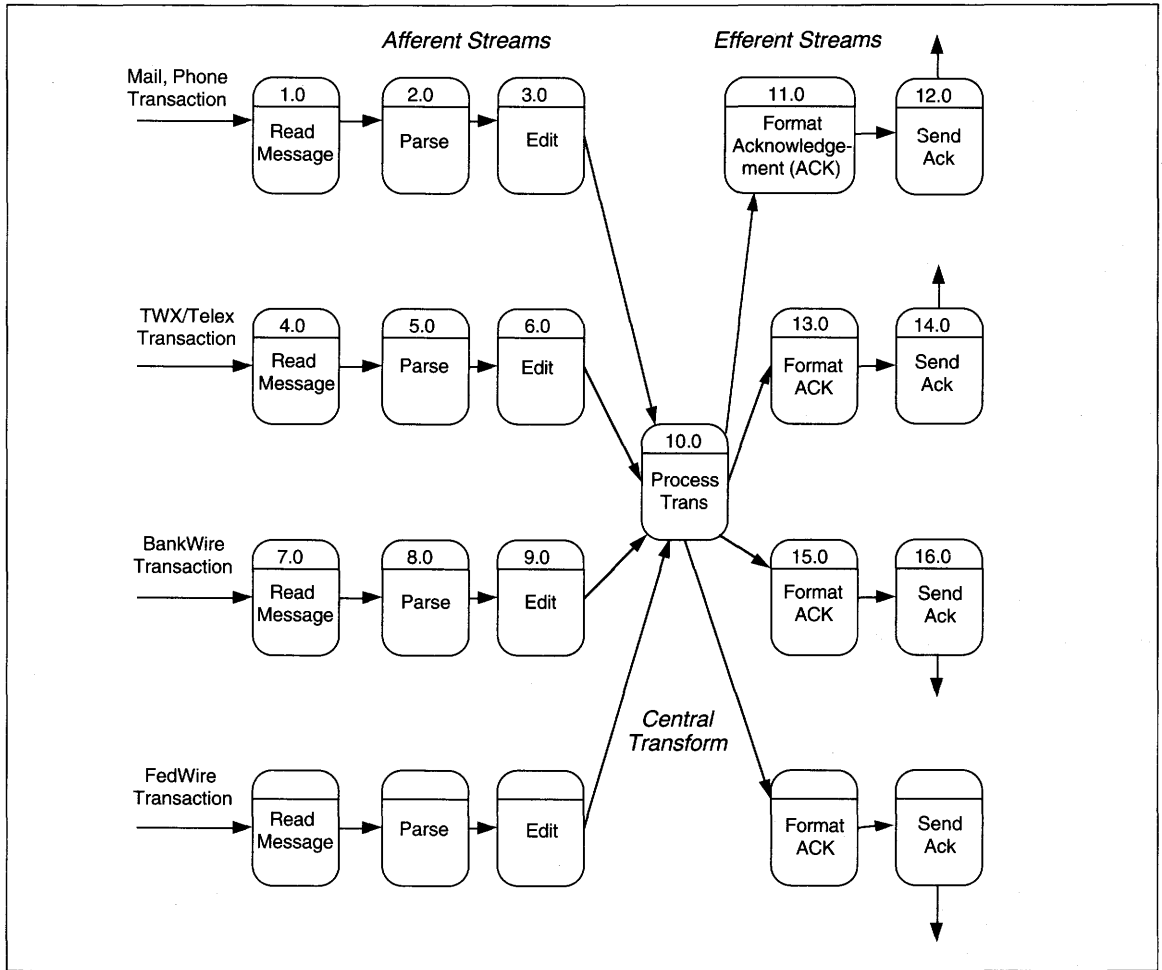 Afferent Streams
Efferent Streams
Mail, Phone
Transaction
1.0
Read
Message
2.0
Parse
3.0
Edit
11.0
Format
Acknowledge-
ment (ACK)
12.0
Send
Ack
TWX/Telex
Transaction
4.0
Read
Message
5.0
Parse
6.0
Edit
13.0
Format
ACK
14.0
Send
Ack
10.0
Process
Trans
BankWire
Transaction
7.0
Read
Message
8.0
Parse
9.0
Edit
15.0
Format
ACK
16.0
Send
Ack
Central
Transform
FedWire
Transaction
Read
Message
Parse
Edit
Format
ACK
Send
Ack